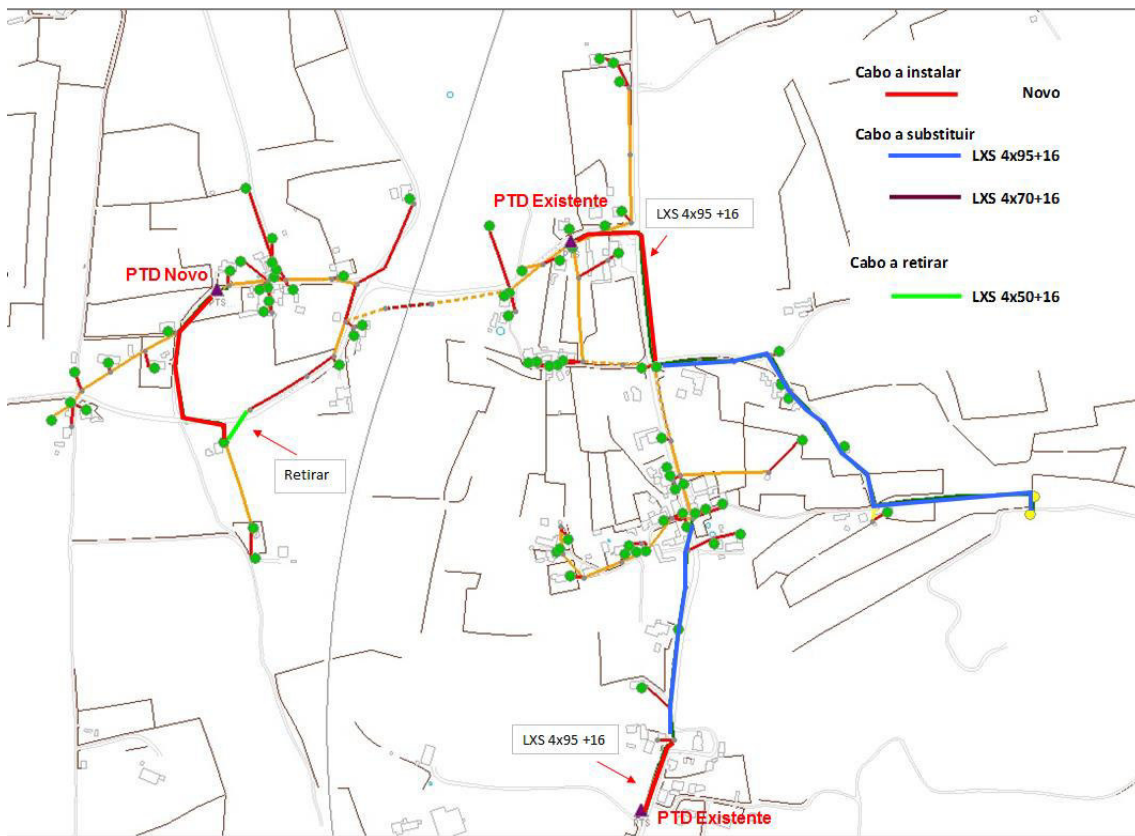 Cabo a instalar
Novo
Cabo a substituir
LXS 4x95+16
LXS 4x70+16
Cabo a retirar
LXS 4x50+16
PTD Existente
LXS 4x95 +16
PTD Novo
PTS
Retirar
LXS 4x95 +16
PTD Existente